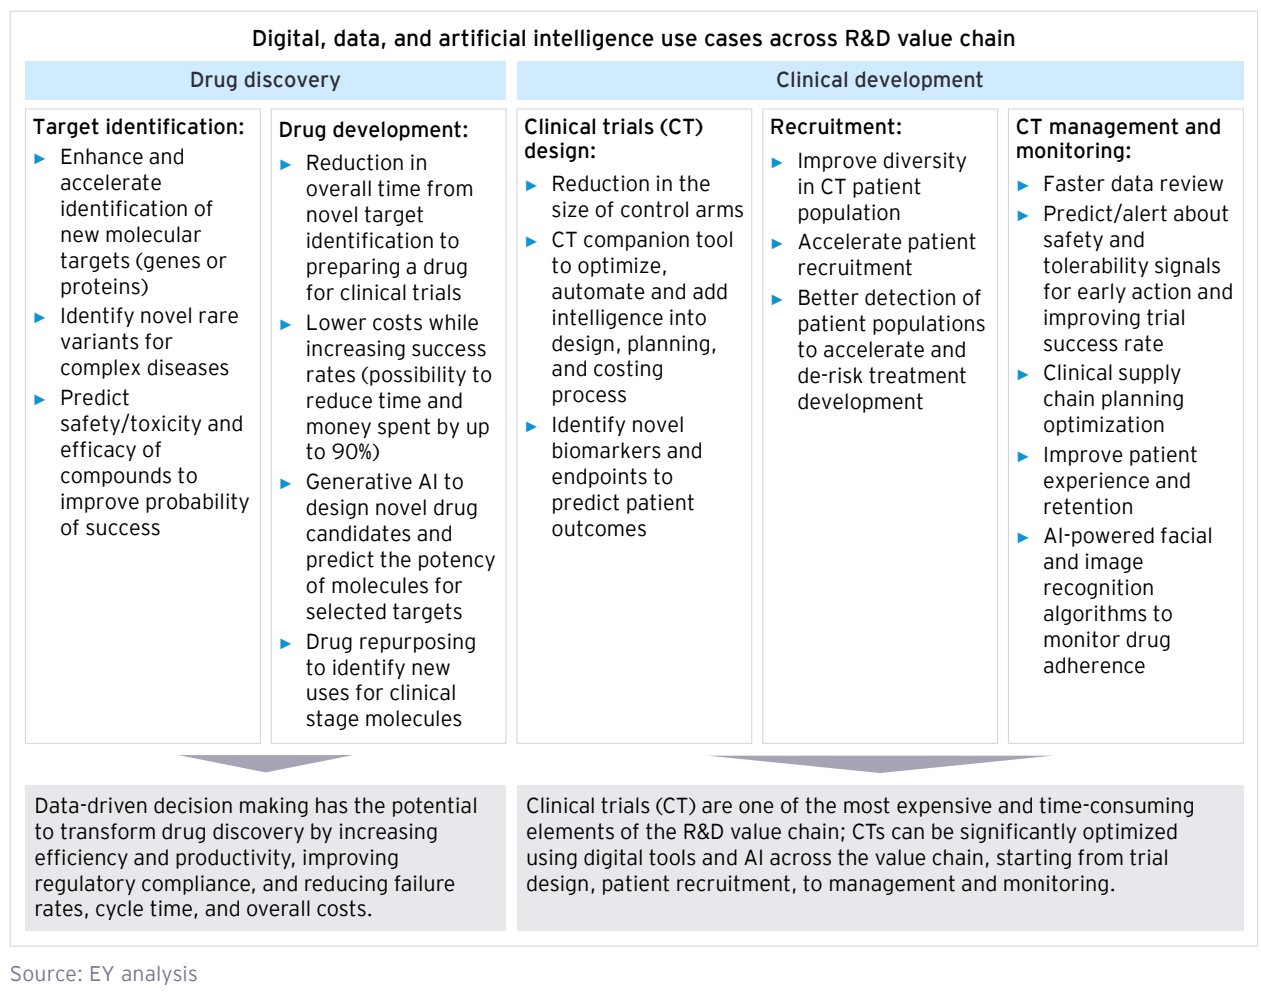 Digital, data, and artificial intelligence use cases across R&D value chain
Drug discovery
Clinical development
Target identification:
► Enhance and
accelerate
identification of
new molecular
targets (genes or
proteins)
► Identify novel rare
variants for
complex diseases
► Predict
safety/toxicity and
efficacy of
compounds to
improve probability
of success
Drug development:
► Reduction in
overall time from
novel target
identification to
preparing a drug
for clinical trials
► Lower costs while
increasing success
rates (possibility to
reduce time and
money spent by up
to 90%)
► Generative AI to
design novel drug
candidates and
predict the potency
of molecules for
selected targets
► Drug repurposing
to identify new
uses for clinical
stage molecules
Clinical trials (CT)
design:
► Reduction in the
size of control arms
► CT companion tool
to optimize,
automate and add
intelligence into
design, planning,
and costing
process
► Identify novel
biomarkers and
endpoints to
predict patient
outcomes
Recruitment:
► Improve diversity
in CT patient
population
► Accelerate patient
recruitment
► Better detection of
patient populations
to accelerate and
de-risk treatment
development
CT management and
monitoring:
► Faster data review
► Predict/alert about
safety and
tolerability signals
for early action and
improving trial
success rate
► Clinical supply
chain planning
optimization
► Improve patient
experience and
retention
► AI-powered facial
and image
recognition
algorithms to
monitor drug
adherence
Data-driven decision making has the potential
to transform drug discovery by increasing
efficiency and productivity, improving
regulatory compliance, and reducing failure
rates, cycle time, and overall costs.
Clinical trials (CT) are one of the most expensive and time-consuming
elements of the R&D value chain; CTs can be significantly optimized
using digital tools and AI across the value chain, starting from trial
design, patient recruitment, to management and monitoring.
Source: EY analysis